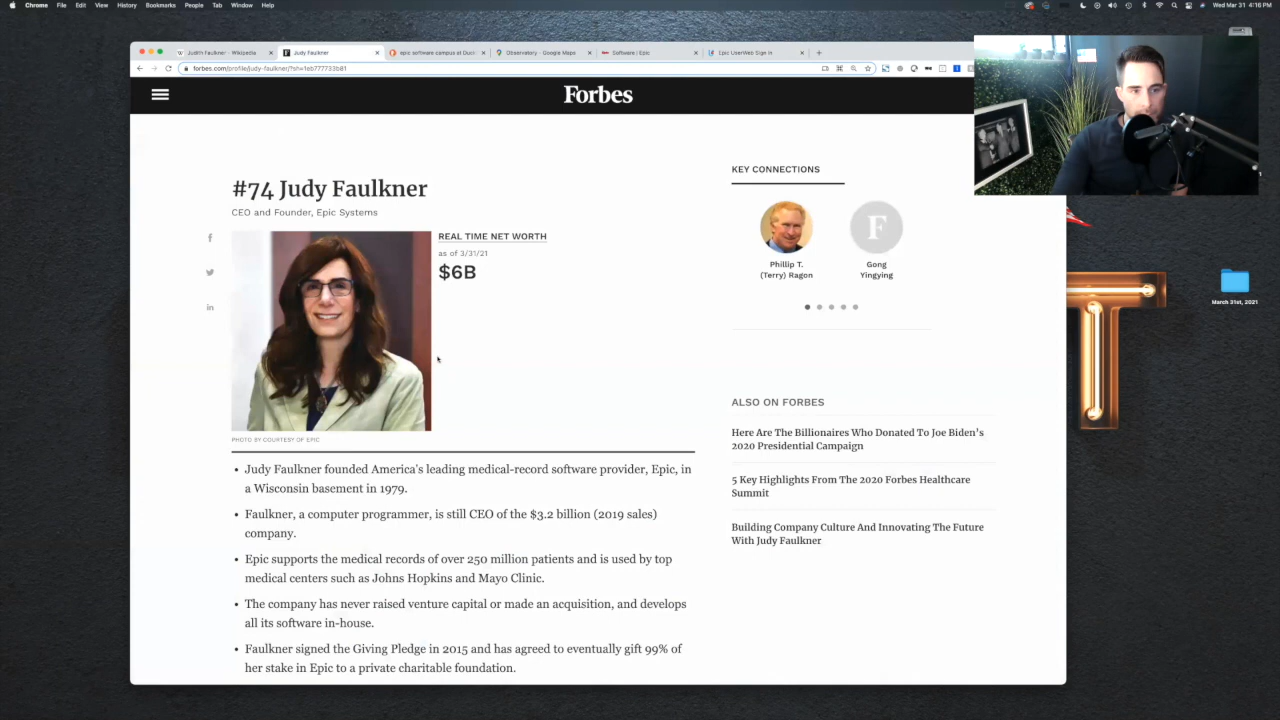 Chrome File Edit View History Bookmarks People Tab Window Help
Wed Mar 31 4:16 PM
Judith Faulkner - Wikipedia
Judy Faulkner
epic software campus at Duck
Observatory - Google Maps
Software | Epic
Epic UserWeb Sign In
Forbes
#74 Judy Faulkner
CEO and Founder, Epic Systems
REAL TIME NET WORTH
as of 3/31/21
$6B
PHOTO BY COURTESY OF EPIC
• Judy Faulkner founded America's leading medical-record software provider, Epic, in
a Wisconsin basement in 1979.
• Faulkner, a computer programmer, is still CEO of the $3.2 billion (2019 sales)
company.
• Epic supports the medical records of over 250 million patients and is used by top
medical centers such as Johns Hopkins and Mayo Clinic.
• The company has never raised venture capital or made an acquisition, and develops
all its software in-house.
• Faulkner signed the Giving Pledge in 2015 and has agreed to eventually gift 99% of
her stake in Epic to a private charitable foundation.
KEY CONNECTIONS
F
Phillip T.
(Terry) Ragon
Gong
Yingying
ALSO ON FORBES
Here Are The Billionaires Who Donated To Joe Biden's
2020 Presidential Campaign
5 Key Highlights From The 2020 Forbes Healthcare
Summit
Building Company Culture And Innovating The Future
With Judy Faulkner
March 31st, 2021
T